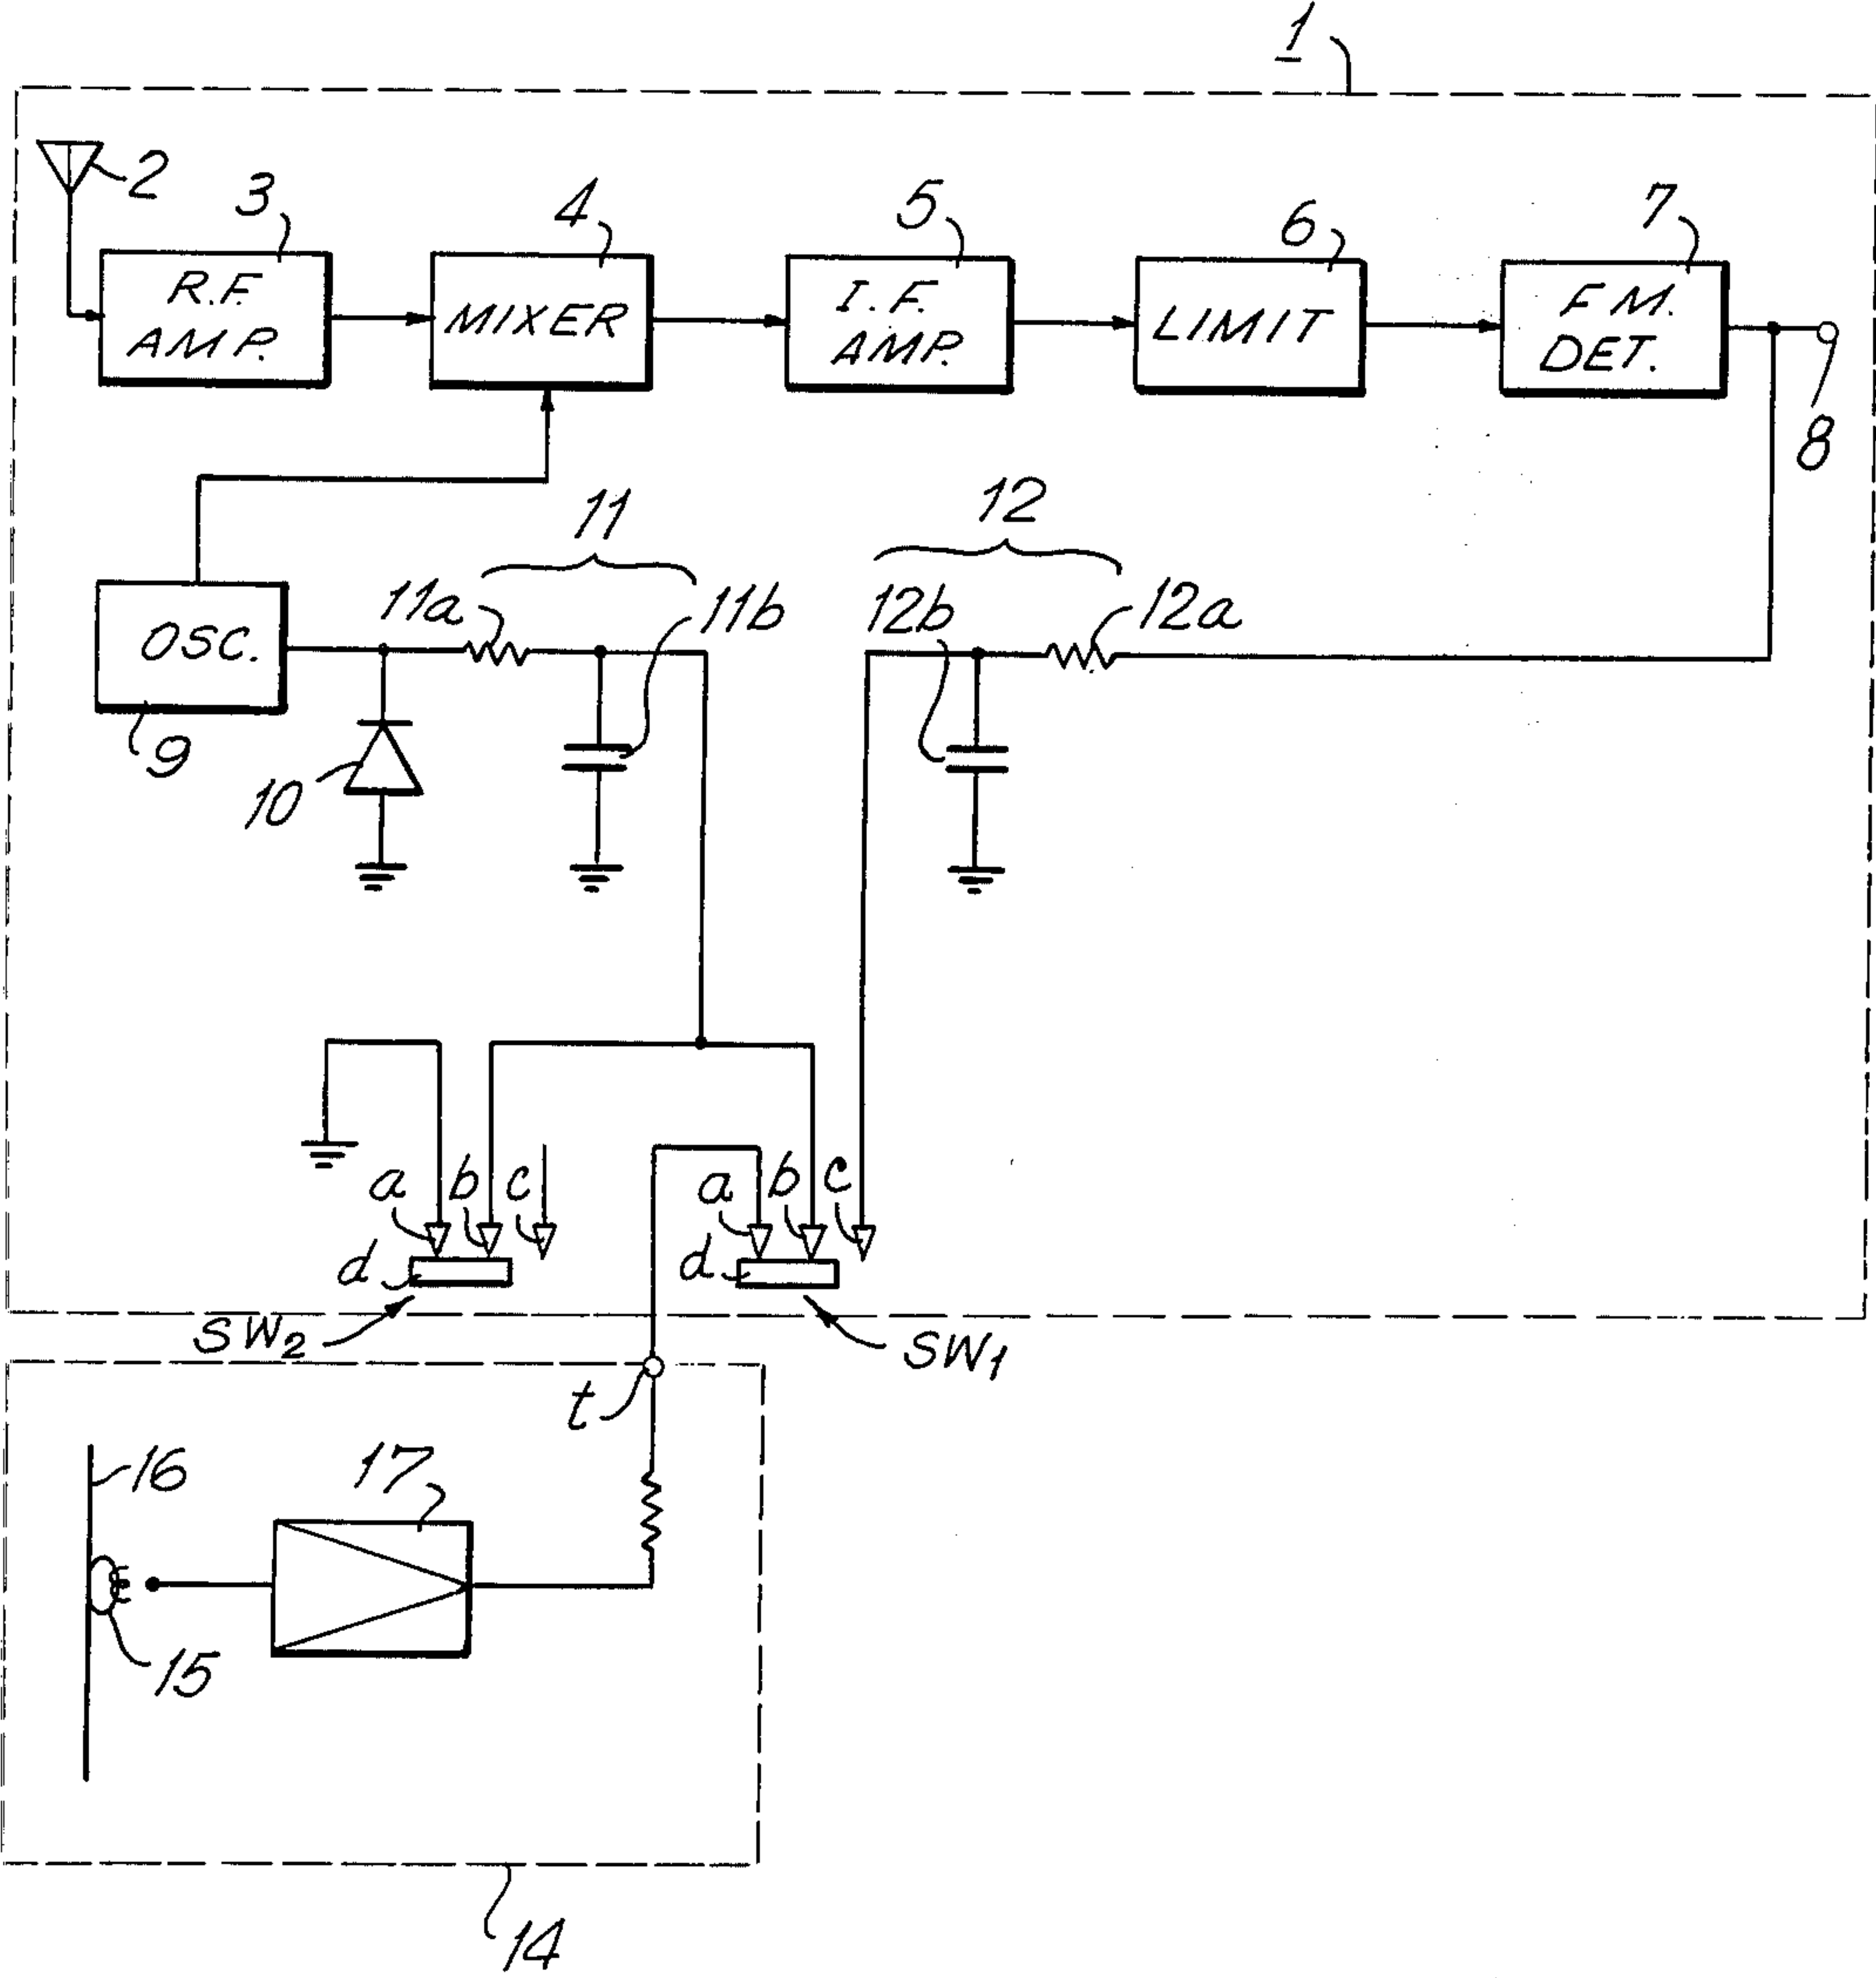 1
2
3
4
5
6
7
R.F.
AMP.
MIXER
I.F.
AMP.
LIMIT
F.M.
DET.
8
11
12
11a
11b
12b
12a
OSC.
9
10
a
b
c
a
b
c
d
d
SW2
SW1
t
16
17
15
14